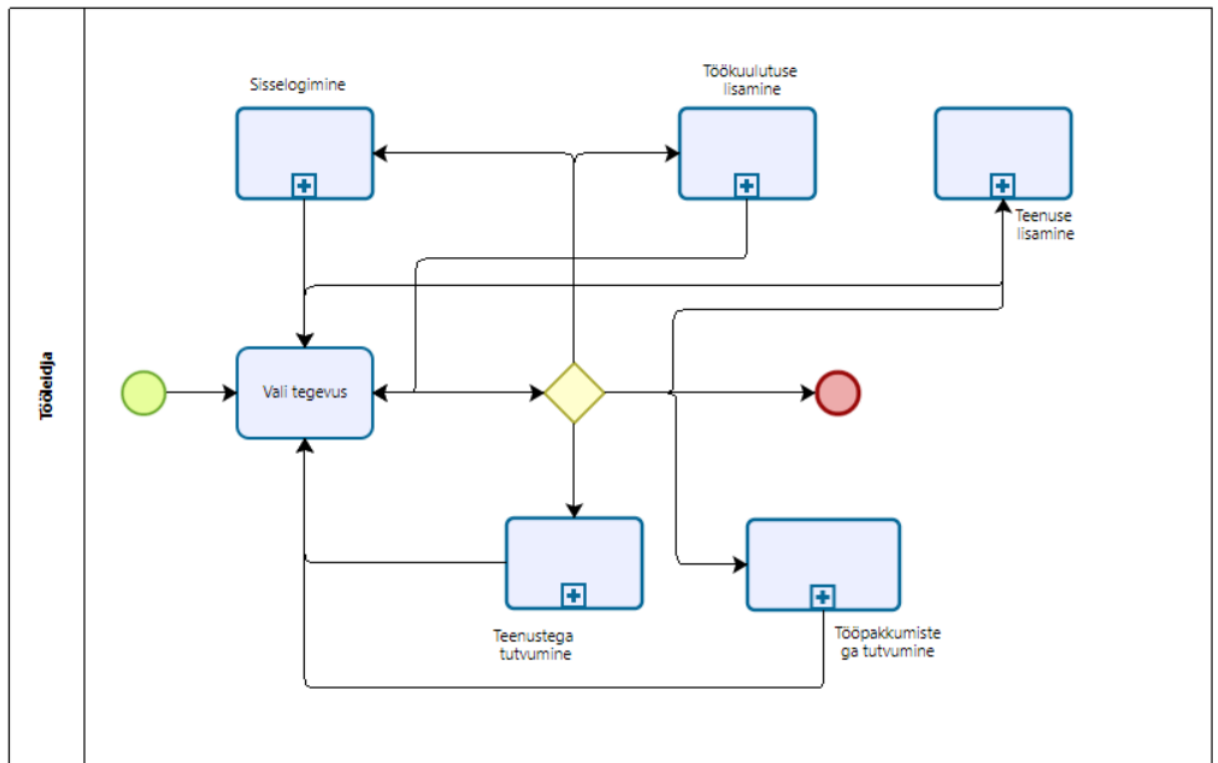 Sisselogimine
Töökuulutuse
lisamine
Teenuse
lisamine
Tööleidja
Vali tegevus
Teenustega
tutvumine
Tööpakkumiste
ga tutvumine